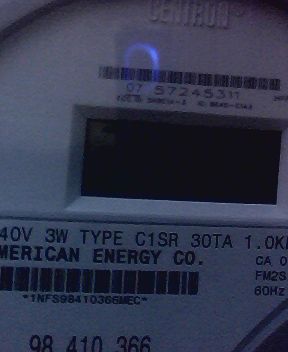 CENTRON
07 57245311
40V 3W TYPE C1SR 30TA 1.0K
MERICAN ENERGY CO.
CA 0
FM2S
60Hz
*1NFS98410366MEC*
98 410 366